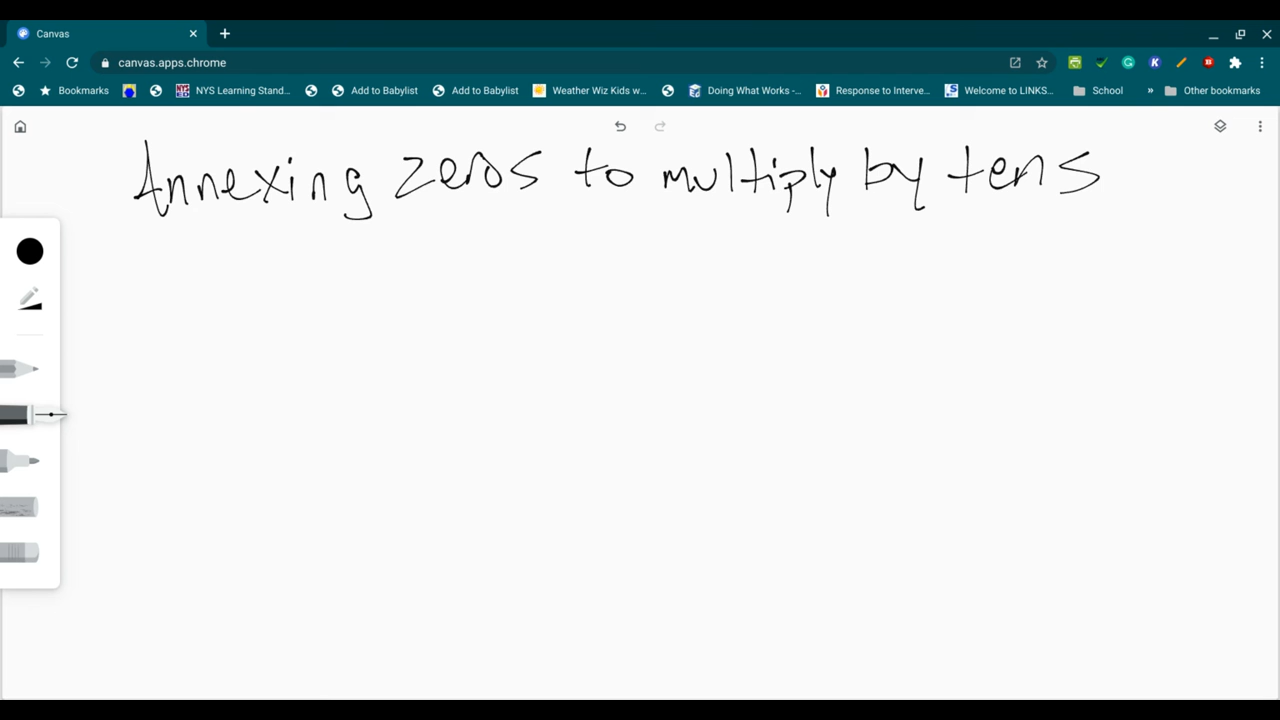 Canvas
canvas.apps.chrome
Bookmarks NYS Learning Stand... Add to Babylist Add to Babylist Weather Wiz Kids w... Doing What Works -... Response to Interve... Welcome to LINKS... School » Other bookmarks
Annexing zeros to multiply by tens